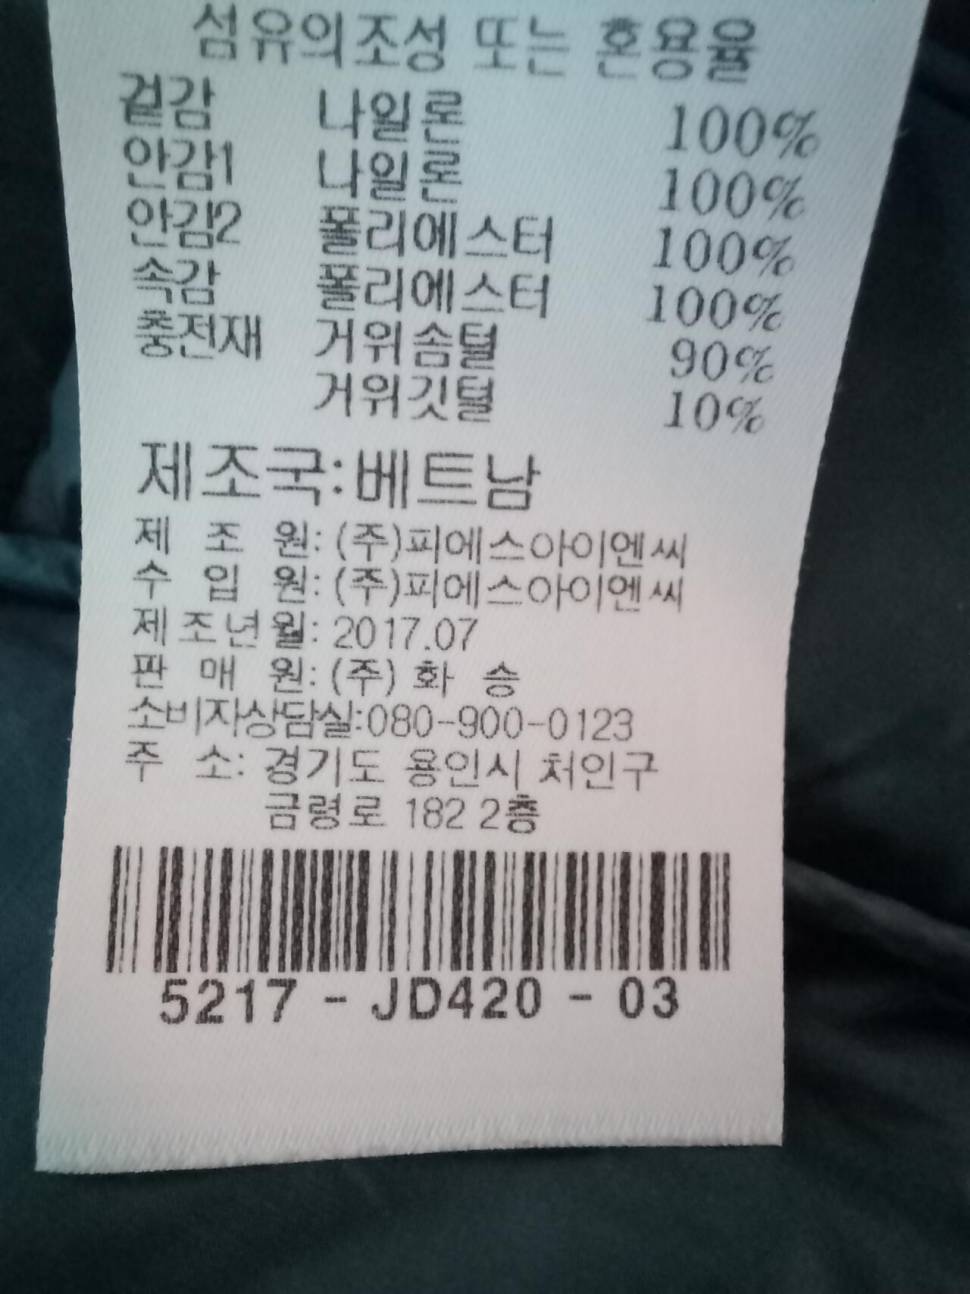 섬유의조성 또는 혼용율
겉감 나일론 100%
안감1 나일론 100%
안감2 폴리에스터 100%
속감 폴리에스터 100%
충전재 거위솜털 90%
거위깃털 10%
제조국:베트남
제 조 원: (주)피에스아이엔씨
수 입 원: (주)피에스아이엔씨
제조년월: 2017.07
판 매 원: (주) 화 승
소비자상담실:080-900-0123
주 소: 경기도 용인시 처인구
금령로 182 2층
5217 - JD420 - 03